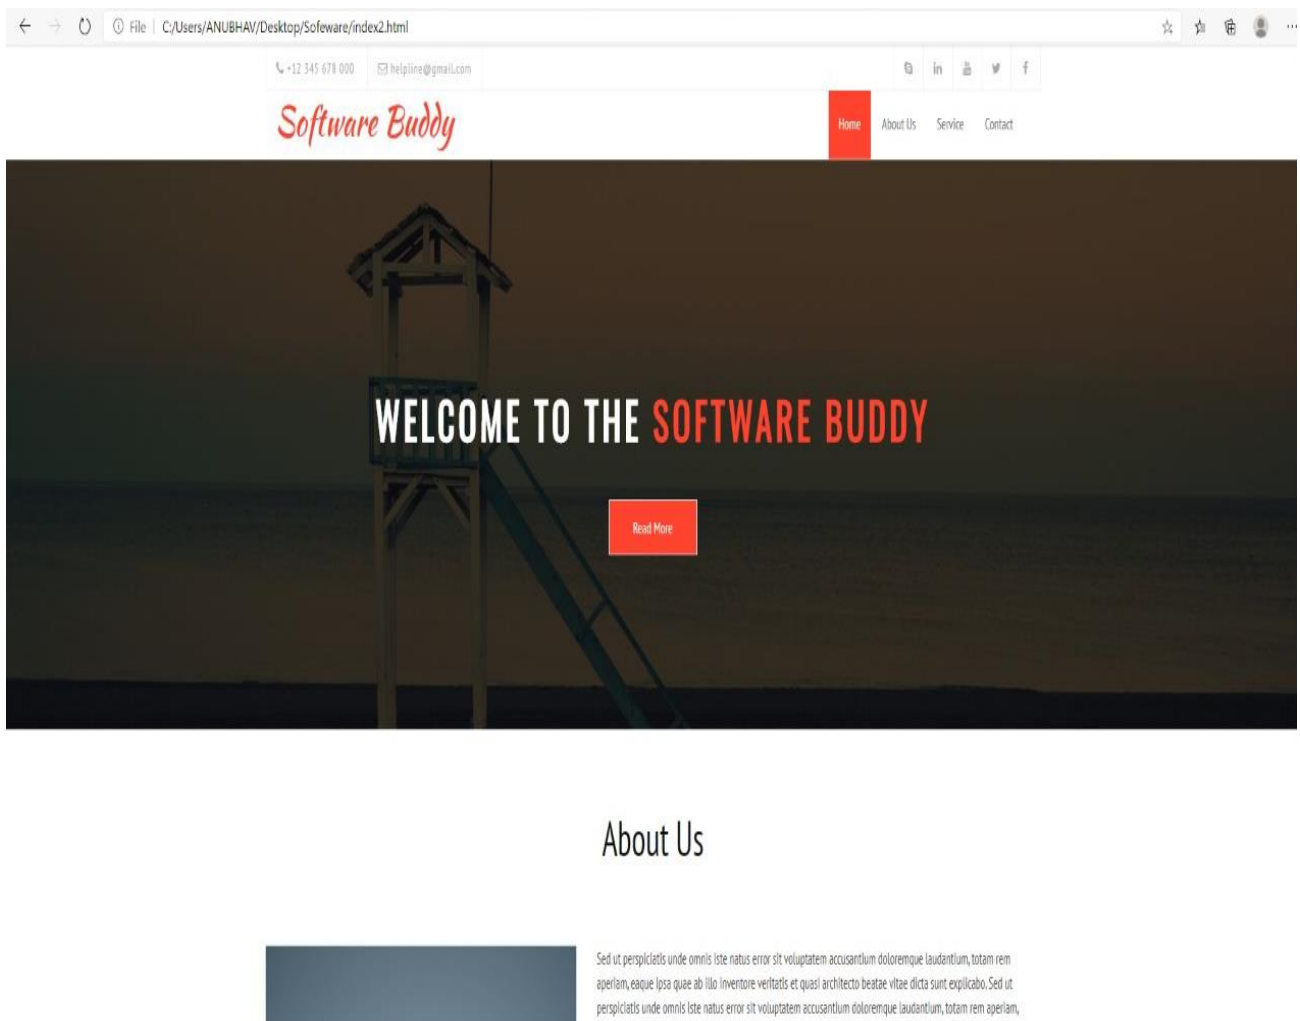 File C:/Users/ANUBHAV/Desktop/Sofeware/index2.html
+12 345 678 000 helpline@gmail.com
Software Buddy
Home About Us Service Contact
WELCOME TO THE SOFTWARE BUDDY
Read More
About Us
Sed ut perspiciatis unde omnis iste natus error sit voluptatem accusantium doloremque laudantium, totam rem
aperiam, eaque ipsa quae ab illo inventore veritatis et quasi architecto beatae vitae dicta sunt explicabo. Sed ut
perspiciatis unde omnis iste natus error sit voluptatem accusantium doloremque laudantium, totam rem aperiam,